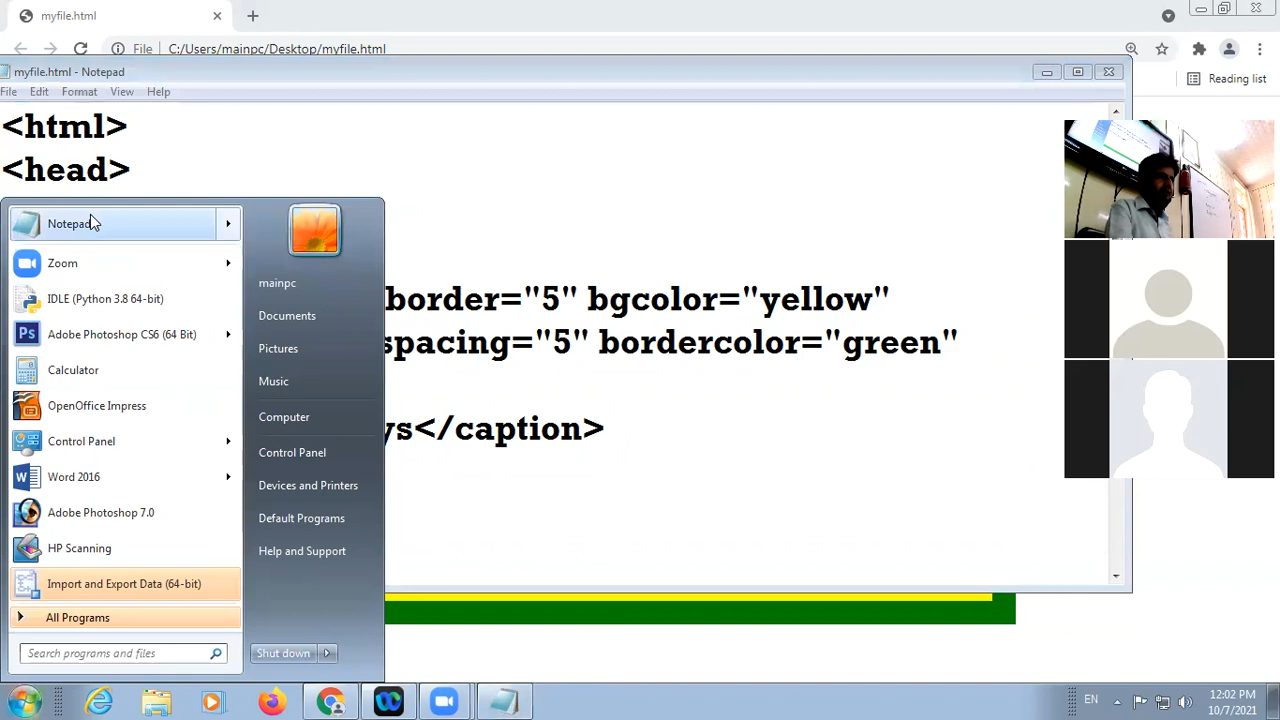 myfile.html
File
C:/Users/mainpc/Desktop/myfile.html
Reading list
myfile.html - Notepad
File Edit Format View Help
<html>
<head>
border="5" bgcolor="yellow"
spacing="5" bordercolor="green"
ys</caption>
Notepad
Zoom
IDLE (Python 3.8 64-bit)
Adobe Photoshop CS6 (64 Bit)
Calculator
OpenOffice Impress
Control Panel
Word 2016
Adobe Photoshop 7.0
HP Scanning
Import and Export Data (64-bit)
All Programs
Search programs and files
mainpc
Documents
Pictures
Music
Computer
Control Panel
Devices and Printers
Default Programs
Help and Support
Shut down
EN
12:02 PM
10/7/2021